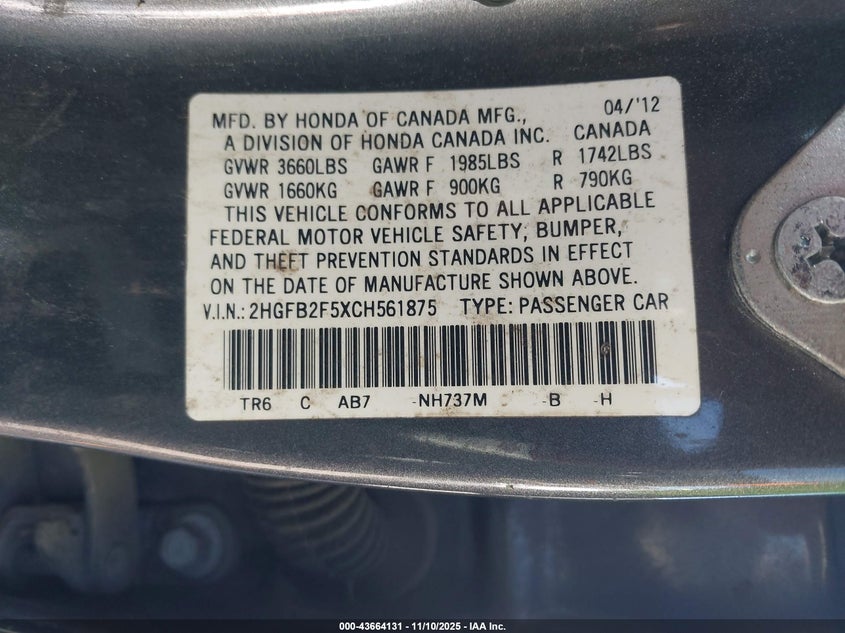 MFD. BY HONDA OF CANADA MFG., 04/'12
A DIVISION OF HONDA CANADA INC. CANADA
GVWR 3660LBS GAWR F 1985LBS R 1742LBS
GVWR 1660KG GAWR F 900KG R 790KG
THIS VEHICLE CONFORMS TO ALL APPLICABLE
FEDERAL MOTOR VEHICLE SAFETY, BUMPER,
AND THEFT PREVENTION STANDARDS IN EFFECT
ON THE DATE OF MANUFACTURE SHOWN ABOVE.
V.I.N.: 2HGFB2F5XCH561875 TYPE: PASSENGER CAR
TR6 C AB7 -NH737M -B -H
000-43664131 - 11/10/2025 - IAA Inc.